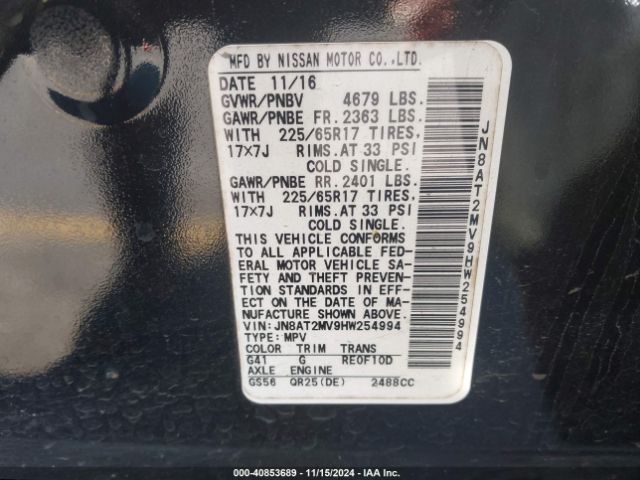 MFD BY NISSAN MOTOR CO.,LTD.
DATE 11/16
GVWR/PNBV 4679 LBS.
GAWR/PNBE FR. 2363 LBS.
WITH 225/65R17 TIRES,
17×7J RIMS.AT 33 PSI
COLD SINGLE.
GAWR/PNBE RR. 2401 LBS.
WITH 225/65R17 TIRES,
17×7J RIMS.AT 33 PSI
COLD SINGLE.
THIS VEHICLE CONFORMS
TO ALL APPLICABLE FED-
ERAL MOTOR VEHICLE SA-
FETY AND THEFT PREVEN-
TION STANDARDS IN EFF-
ECT ON THE DATE OF MA-
NUFACTURE SHOWN ABOVE.
VIN:JN8AT2MV9HW254994
TYPE: MPV
COLOR TRIM TRANS
G41 G RE0F10D
AXLE ENGINE
GS56 QR25(DE) 2488CC
JN8AT2MV9HW254994
000-40853689 - 11/15/2024 - IAA Inc.